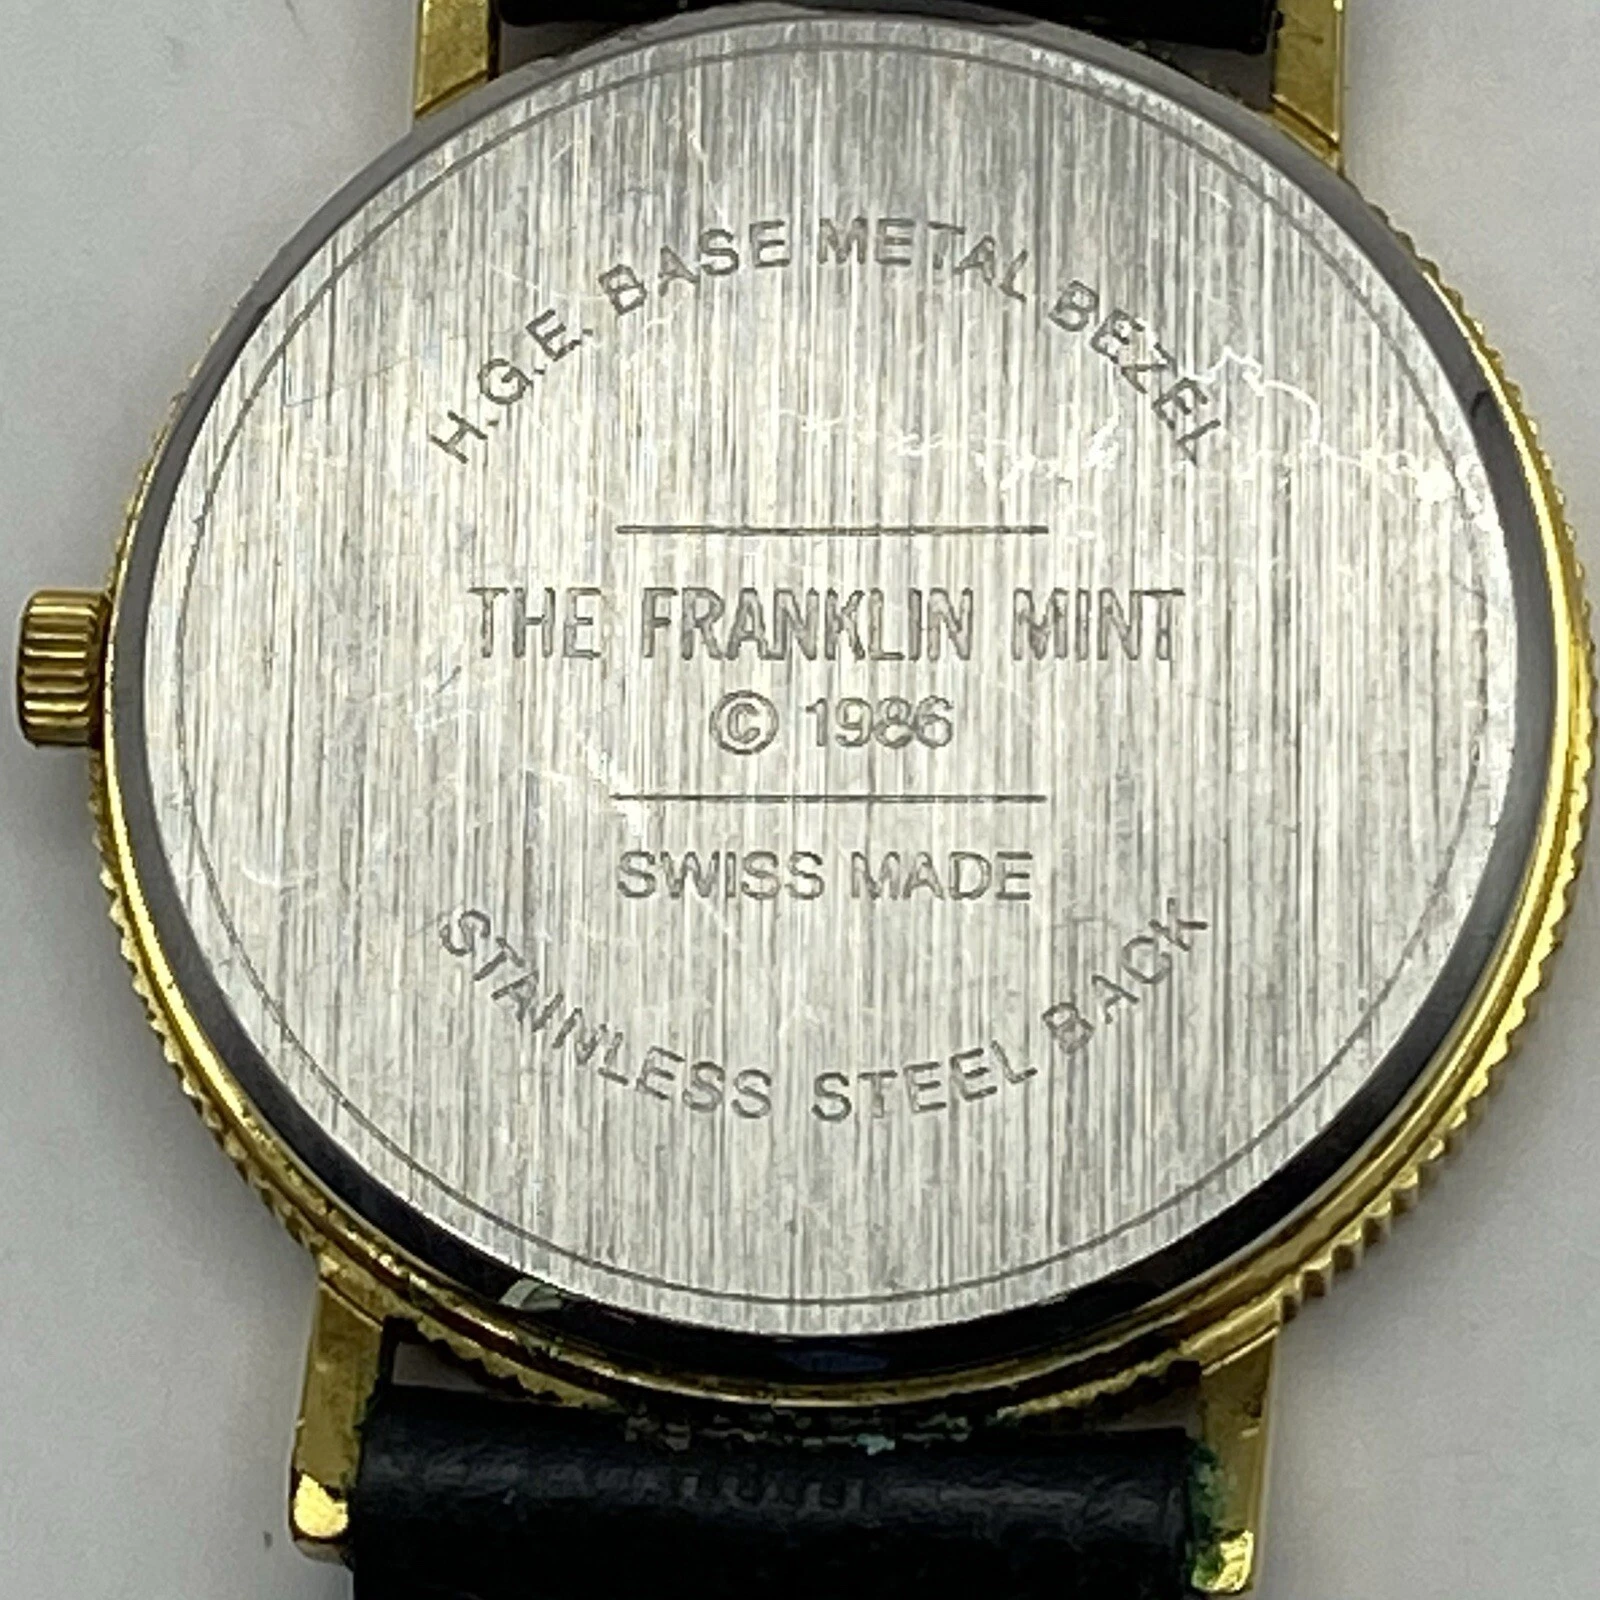 H.G.E. BASE METAL BEZEL
THE FRANKLIN MINT
© 1986
SWISS MADE
STAINLESS STEEL BACK